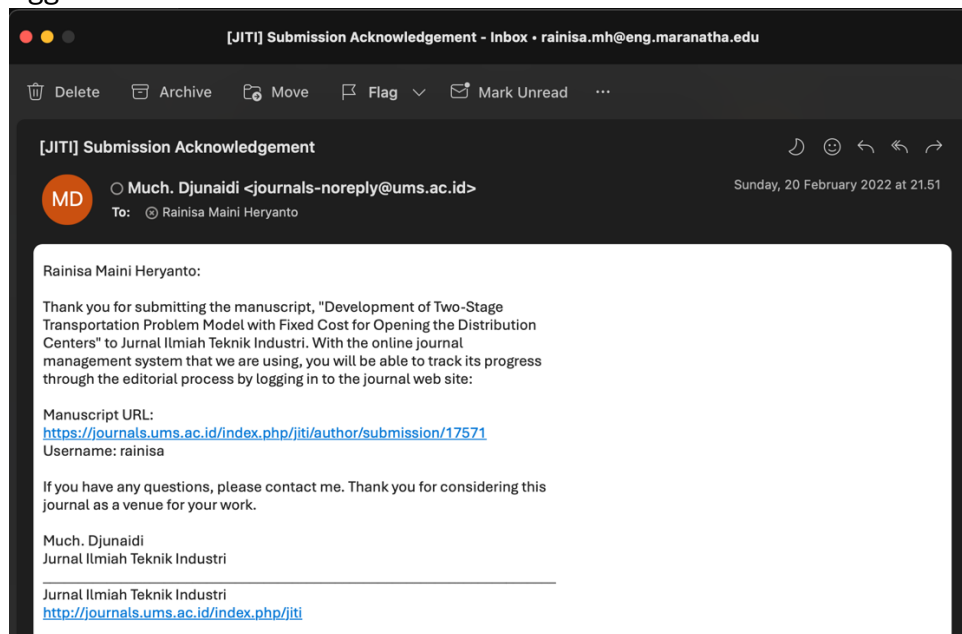 [JITI] Submission Acknowledgement - Inbox • rainisa.mh@eng.maranatha.edu
Delete Archive Move Flag Mark Unread ...
[JITI] Submission Acknowledgement
MD
Much. Djunaidi <journals-noreply@ums.ac.id>
Sunday, 20 February 2022 at 21.51
To: Rainisa Maini Heryanto
Rainisa Maini Heryanto:
Thank you for submitting the manuscript, "Development of Two-Stage
Transportation Problem Model with Fixed Cost for Opening the Distribution
Centers" to Jurnal Ilmiah Teknik Industri. With the online journal
management system that we are using, you will be able to track its progress
through the editorial process by logging in to the journal web site:
Manuscript URL:
https://journals.ums.ac.id/index.php/jiti/author/submission/17571
Username: rainisa
If you have any questions, please contact me. Thank you for considering this
journal as a venue for your work.
Much. Djunaidi
Jurnal Ilmiah Teknik Industri
Jurnal Ilmiah Teknik Industri
http://journals.ums.ac.id/index.php/jiti